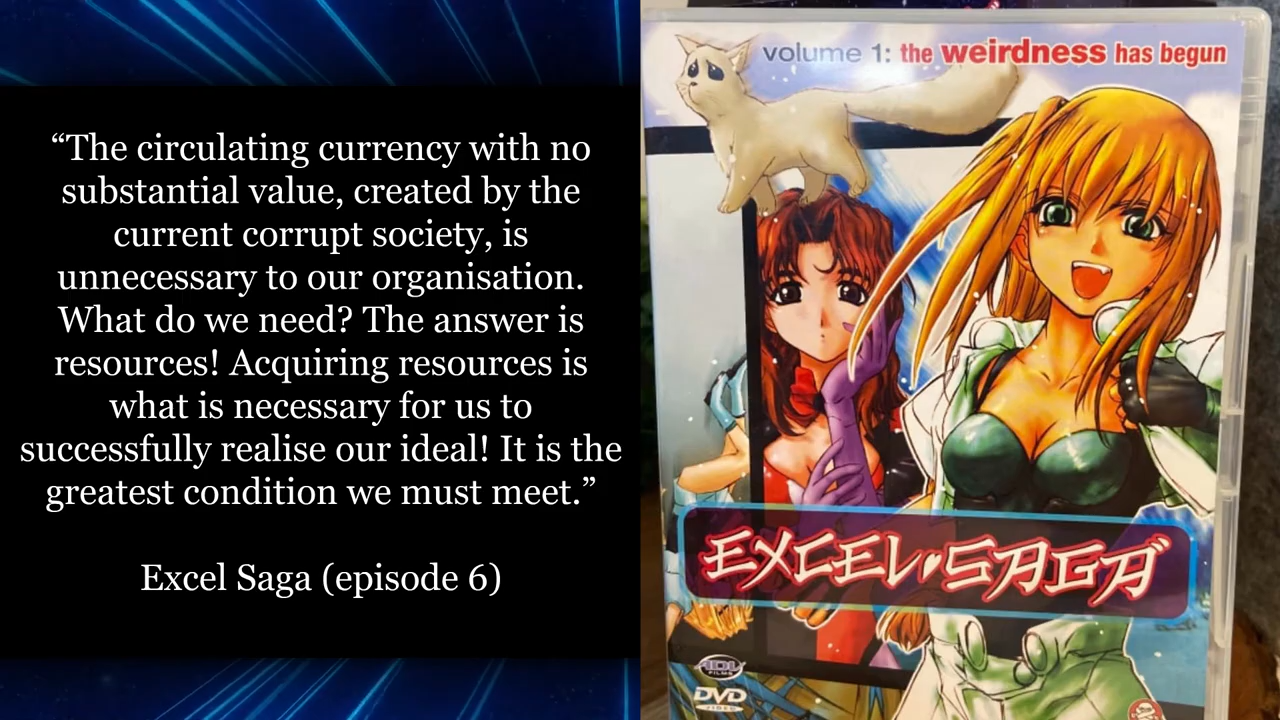 “The circulating currency with no
substantial value, created by the
current corrupt society, is
unnecessary to our organisation.
What do we need? The answer is
resources! Acquiring resources is
what is necessary for us to
successfully realise our ideal! It is the
greatest condition we must meet.”
Excel Saga (episode 6)
volume 1: the weirdness has begun
EXCEL♥SAGA
ADV
FILMS
DVD
VIDEO